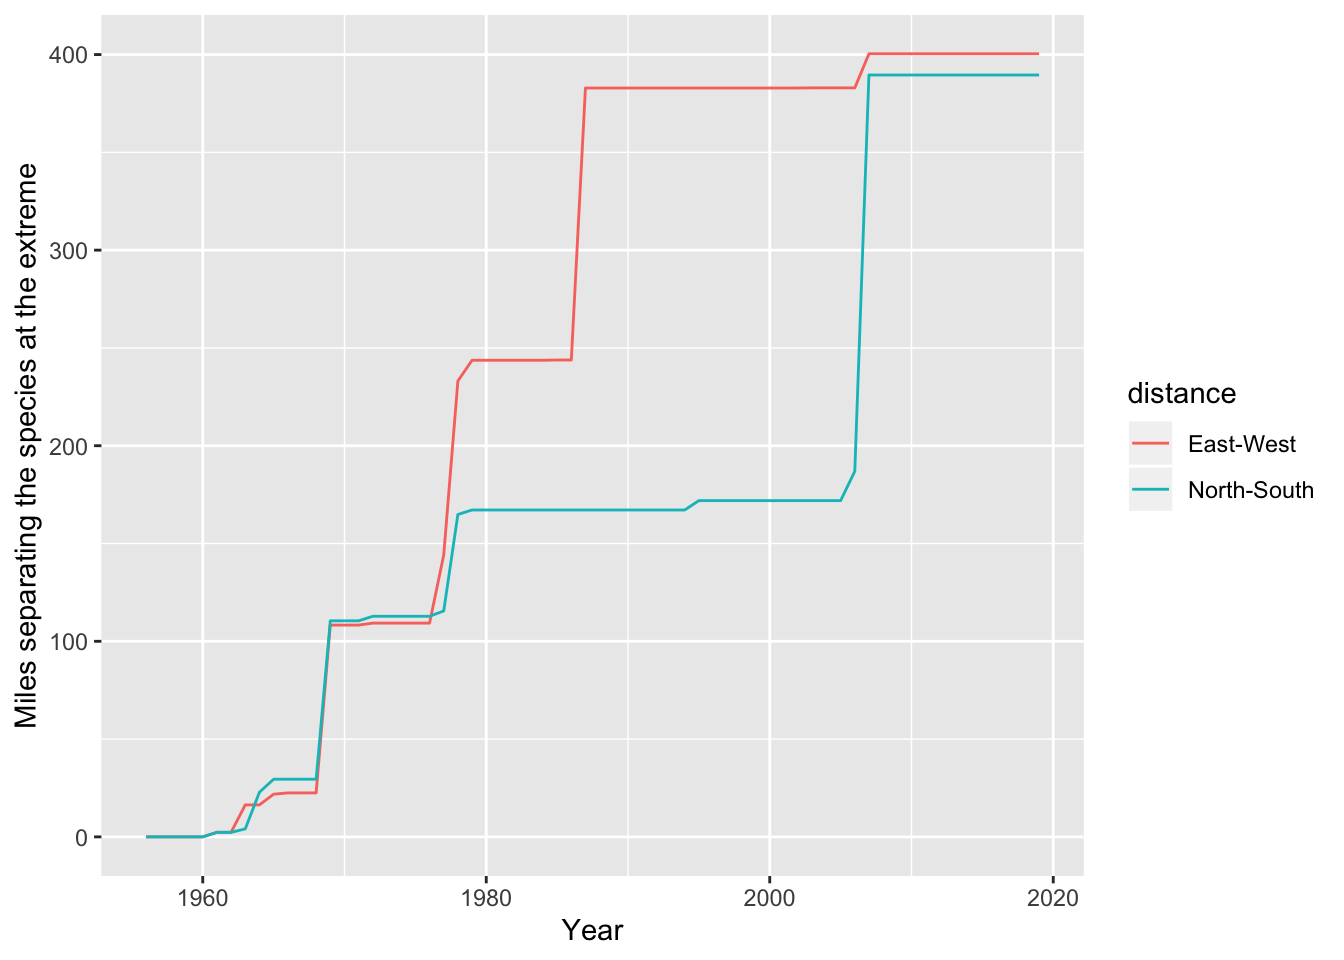 Miles separating the species at the extreme
400
300
200
100
0
1960
1980
2000
2020
Year
distance
East-West
North-South